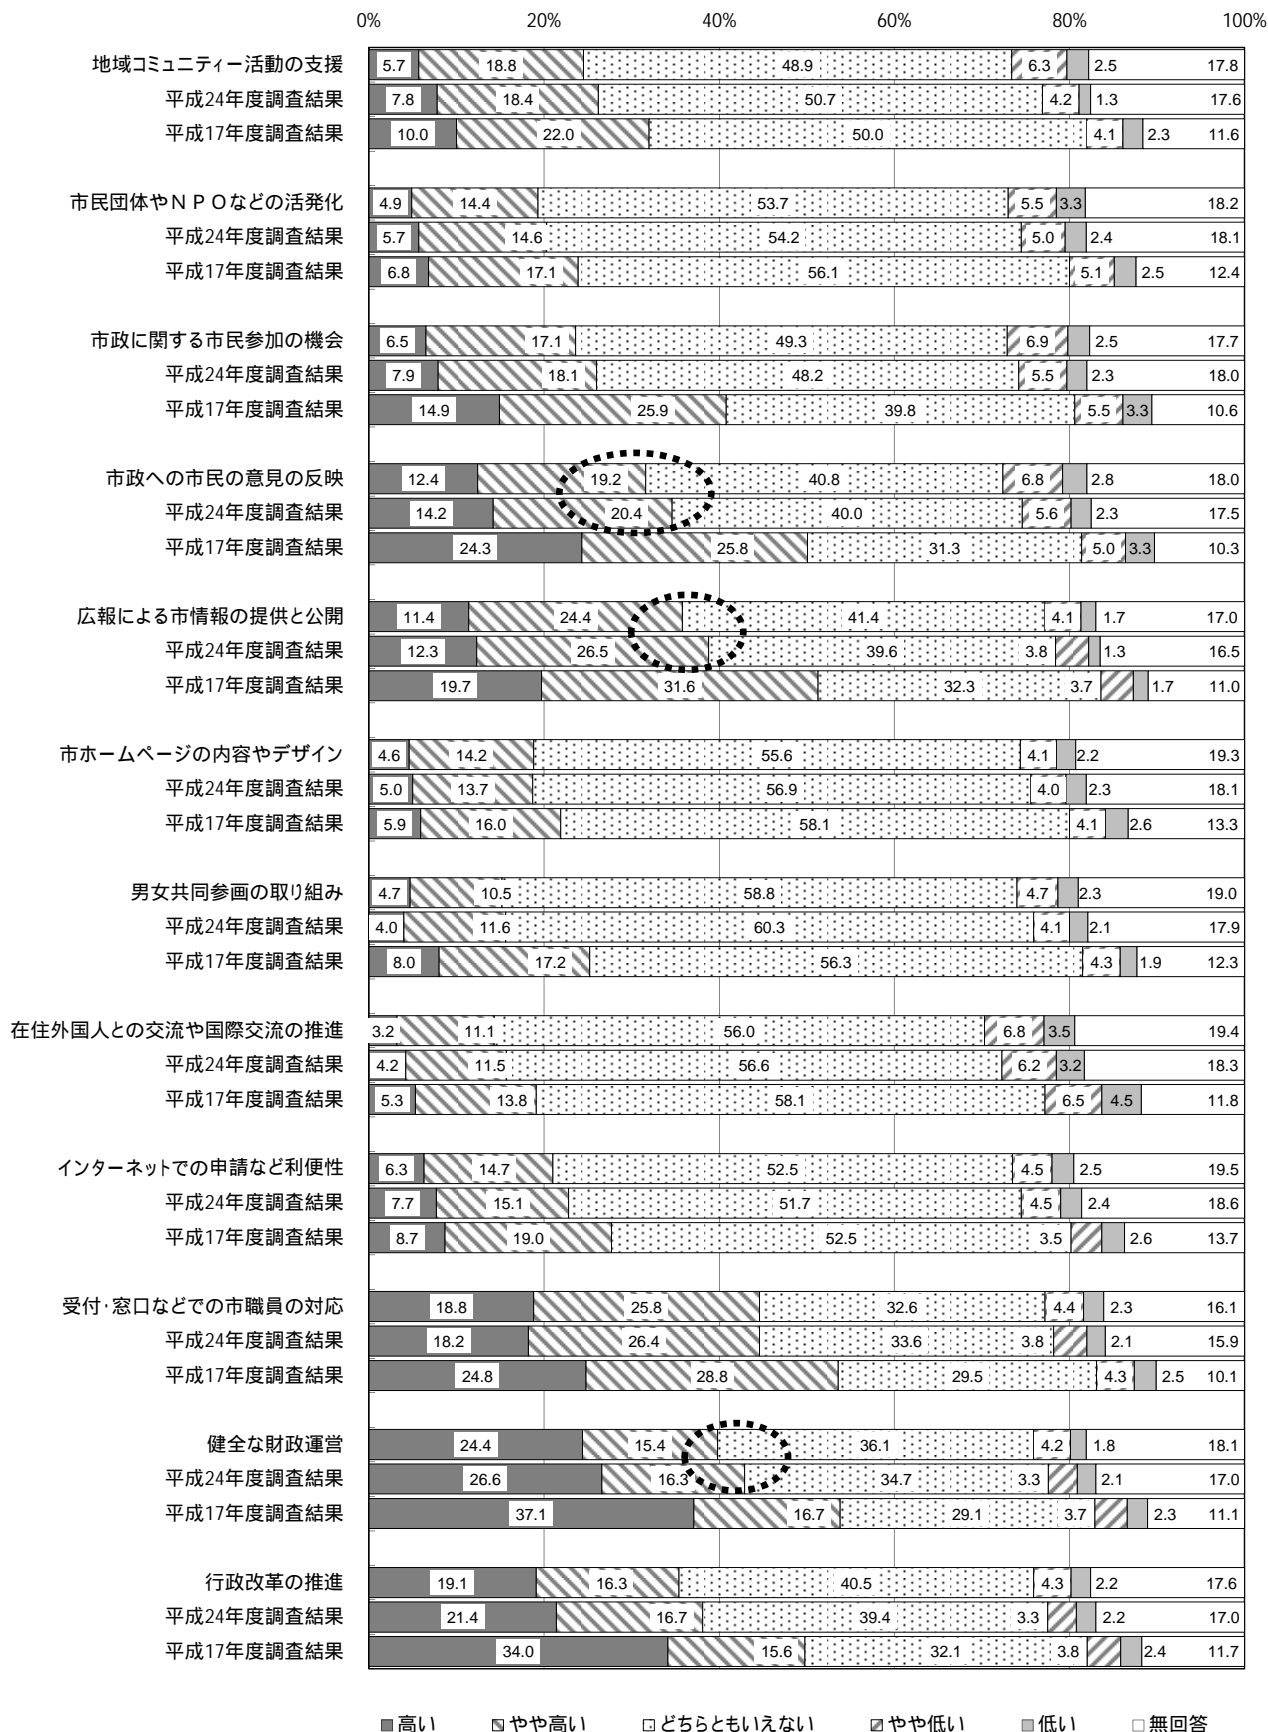 0% 20% 40% 60% 80% 100%
地域コミュニティー活動の支援 5.7 18.8 48.9 6.3 2.5 17.8
平成24年度調査結果 7.8 18.4 50.7 4.2 1.3 17.6
平成17年度調査結果 10.0 22.0 50.0 4.1 2.3 11.6
市民団体やNPOなどの活発化 4.9 14.4 53.7 5.5 3.3 18.2
平成24年度調査結果 5.7 14.6 54.2 5.0 2.4 18.1
平成17年度調査結果 6.8 17.1 56.1 5.1 2.5 12.4
市政に関する市民参加の機会 6.5 17.1 49.3 6.9 2.5 17.7
平成24年度調査結果 7.9 18.1 48.2 5.5 2.3 18.0
平成17年度調査結果 14.9 25.9 39.8 5.5 3.3 10.6
市政への市民の意見の反映 12.4 19.2 40.8 6.8 2.8 18.0
平成24年度調査結果 14.2 20.4 40.0 5.6 2.3 17.5
平成17年度調査結果 24.3 25.8 31.3 5.0 3.3 10.3
広報による市情報の提供と公開 11.4 24.4 41.4 4.1 1.7 17.0
平成24年度調査結果 12.3 26.5 39.6 3.8 1.3 16.5
平成17年度調査結果 19.7 31.6 32.3 3.7 1.7 11.0
市ホームページの内容やデザイン 4.6 14.2 55.6 4.1 2.2 19.3
平成24年度調査結果 5.0 13.7 56.9 4.0 2.3 18.1
平成17年度調査結果 5.9 16.0 58.1 4.1 2.6 13.3
男女共同参画の取り組み 4.7 10.5 58.8 4.7 2.3 19.0
平成24年度調査結果 4.0 11.6 60.3 4.1 2.1 17.9
平成17年度調査結果 8.0 17.2 56.3 4.3 1.9 12.3
在住外国人との交流や国際交流の推進 3.2 11.1 56.0 6.8 3.5 19.4
平成24年度調査結果 4.2 11.5 56.6 6.2 3.2 18.3
平成17年度調査結果 5.3 13.8 58.1 6.5 4.5 11.8
インターネットでの申請など利便性 6.3 14.7 52.5 4.5 2.5 19.5
平成24年度調査結果 7.7 15.1 51.7 4.5 2.4 18.6
平成17年度調査結果 8.7 19.0 52.5 3.5 2.6 13.7
受付・窓口などでの市職員の対応 18.8 25.8 32.6 4.4 2.3 16.1
平成24年度調査結果 18.2 26.4 33.6 3.8 2.1 15.9
平成17年度調査結果 24.8 28.8 29.5 4.3 2.5 10.1
健全な財政運営 24.4 15.4 36.1 4.2 1.8 18.1
平成24年度調査結果 26.6 16.3 34.7 3.3 2.1 17.0
平成17年度調査結果 37.1 16.7 29.1 3.7 2.3 11.1
行政改革の推進 19.1 16.3 40.5 4.3 2.2 17.6
平成24年度調査結果 21.4 16.7 39.4 3.3 2.2 17.0
平成17年度調査結果 34.0 15.6 32.1 3.8 2.4 11.7
高い やや高い どちらともいえない やや低い 低い 無回答